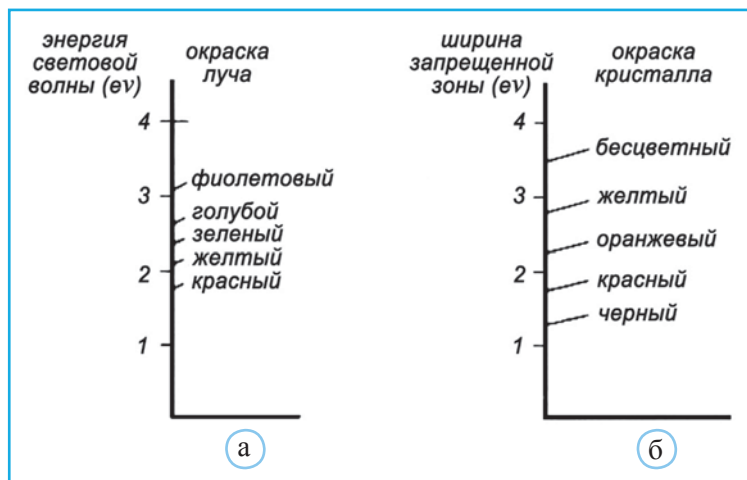 энергия
световой
волны (ev)
окраска
луча
4
3
2
1
фиолетовый
голубой
зеленый
желтый
красный
а
ширина
запрещенной
зоны (ev)
окраска
кристалла
4
3
2
1
бесцветный
желтый
оранжевый
красный
черный
б